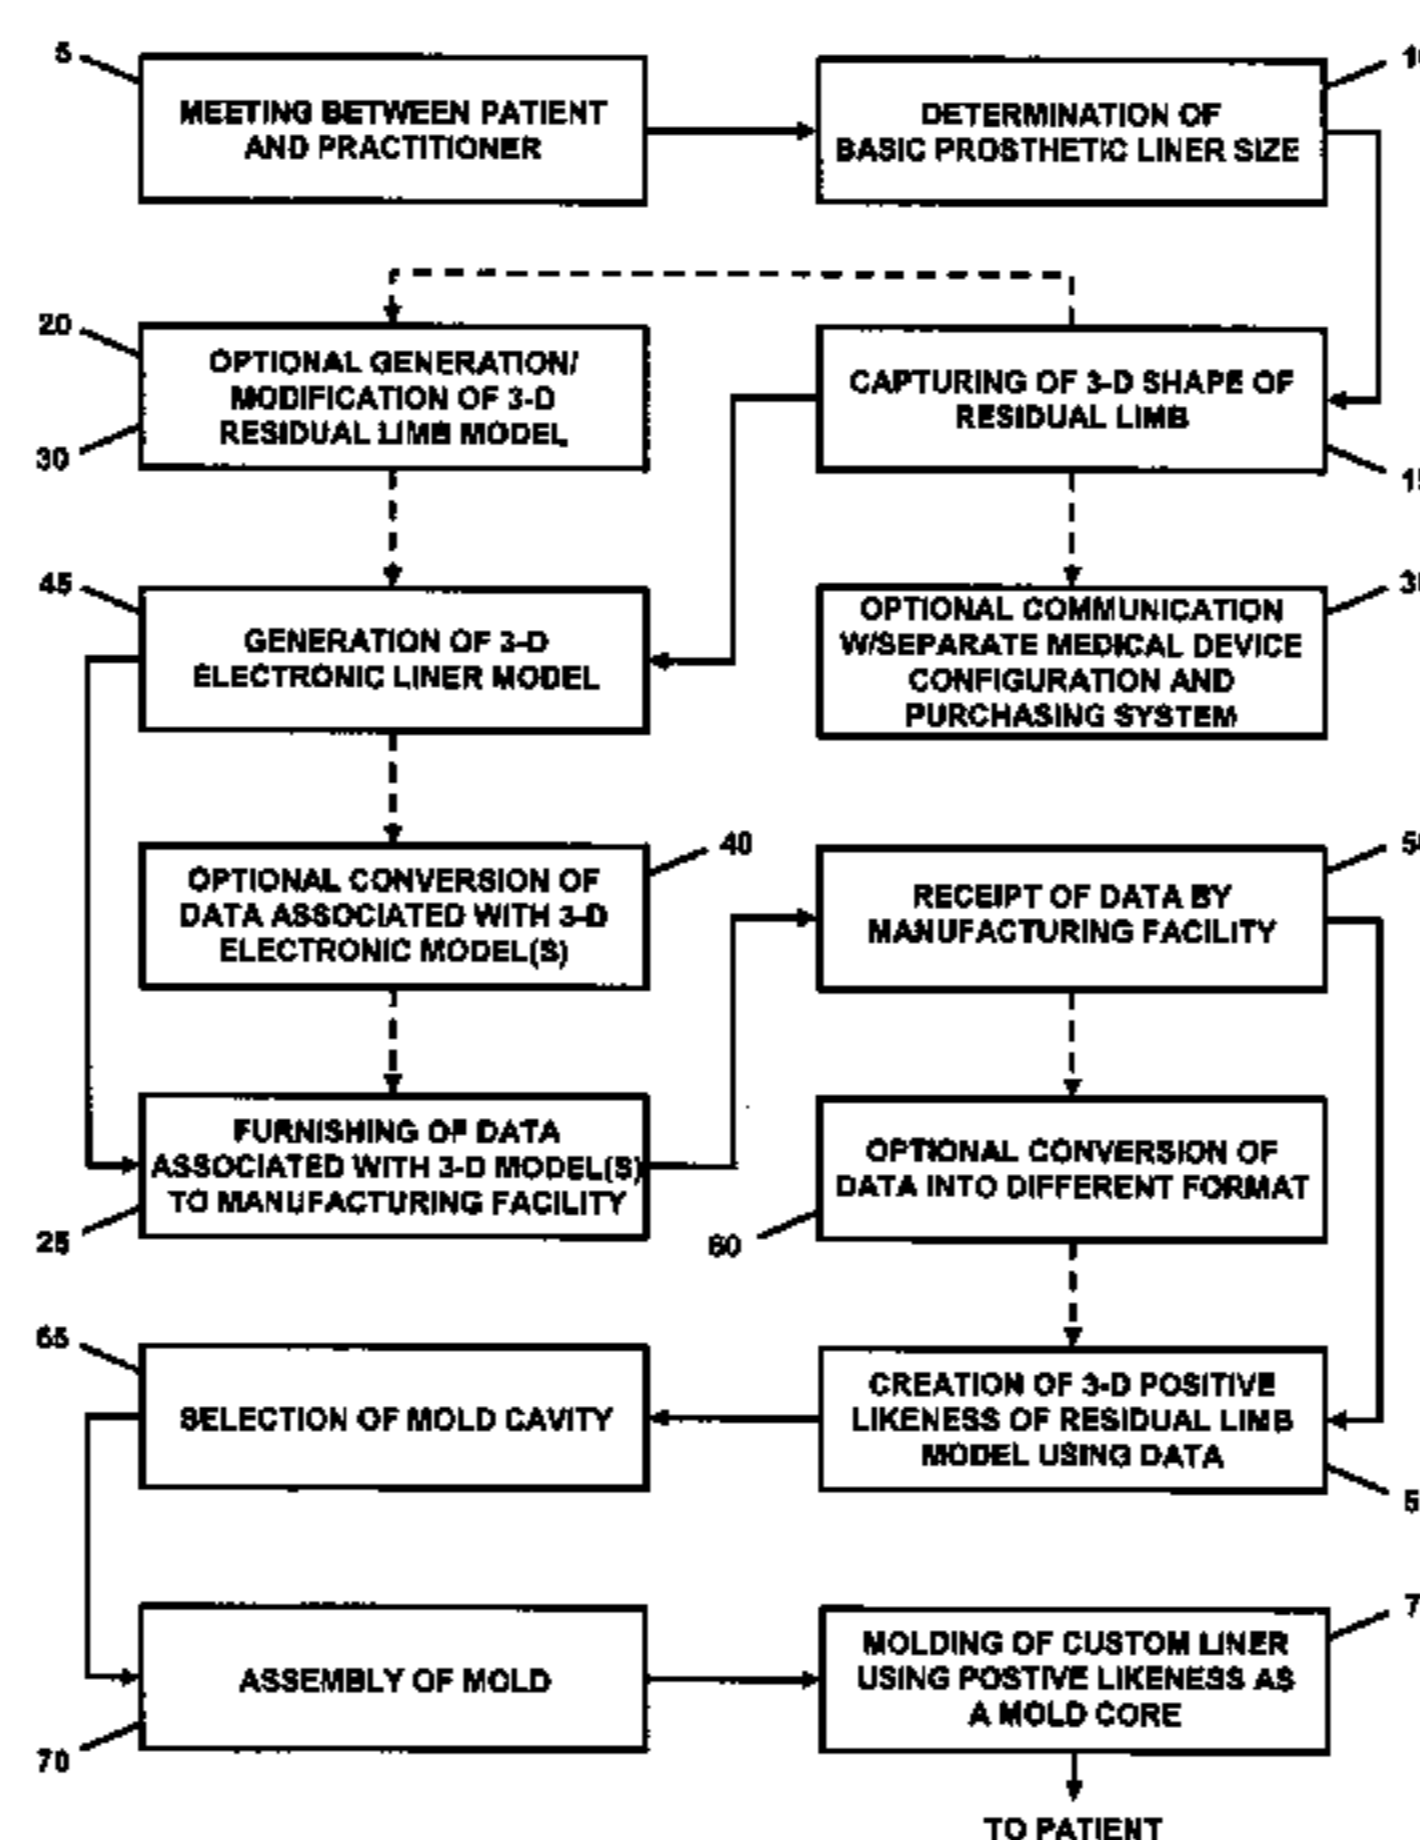 5
MEETING BETWEEN PATIENT
AND PRACTITIONER
DETERMINATION OF
BASIC PROSTHETIC LINER SIZE
20
30
OPTIONAL GENERATION/
MODIFICATION OF 3-D
RESIDUAL LIMB MODEL
CAPTURING OF 3-D SHAPE OF
RESIDUAL LIMB
45
GENERATION OF 3-D
ELECTRONIC LINER MODEL
OPTIONAL COMMUNICATION
W/SEPARATE MEDICAL DEVICE
CONFIGURATION AND
PURCHASING SYSTEM
OPTIONAL CONVERSION OF
DATA ASSOCIATED WITH 3-D
ELECTRONIC MODEL(S)
40
RECEIPT OF DATA BY
MANUFACTURING FACILITY
FURNISHING OF DATA
ASSOCIATED WITH 3-D MODEL(S)
TO MANUFACTURING FACILITY
25
OPTIONAL CONVERSION OF
DATA INTO DIFFERENT FORMAT
60
65
SELECTION OF MOLD CAVITY
CREATION OF 3-D POSITIVE
LIKENESS OF RESIDUAL LIMB
MODEL USING DATA
ASSEMBLY OF MOLD
70
MOLDING OF CUSTOM LINER
USING POSTIVE LIKENESS AS
A MOLD CORE
TO PATIENT